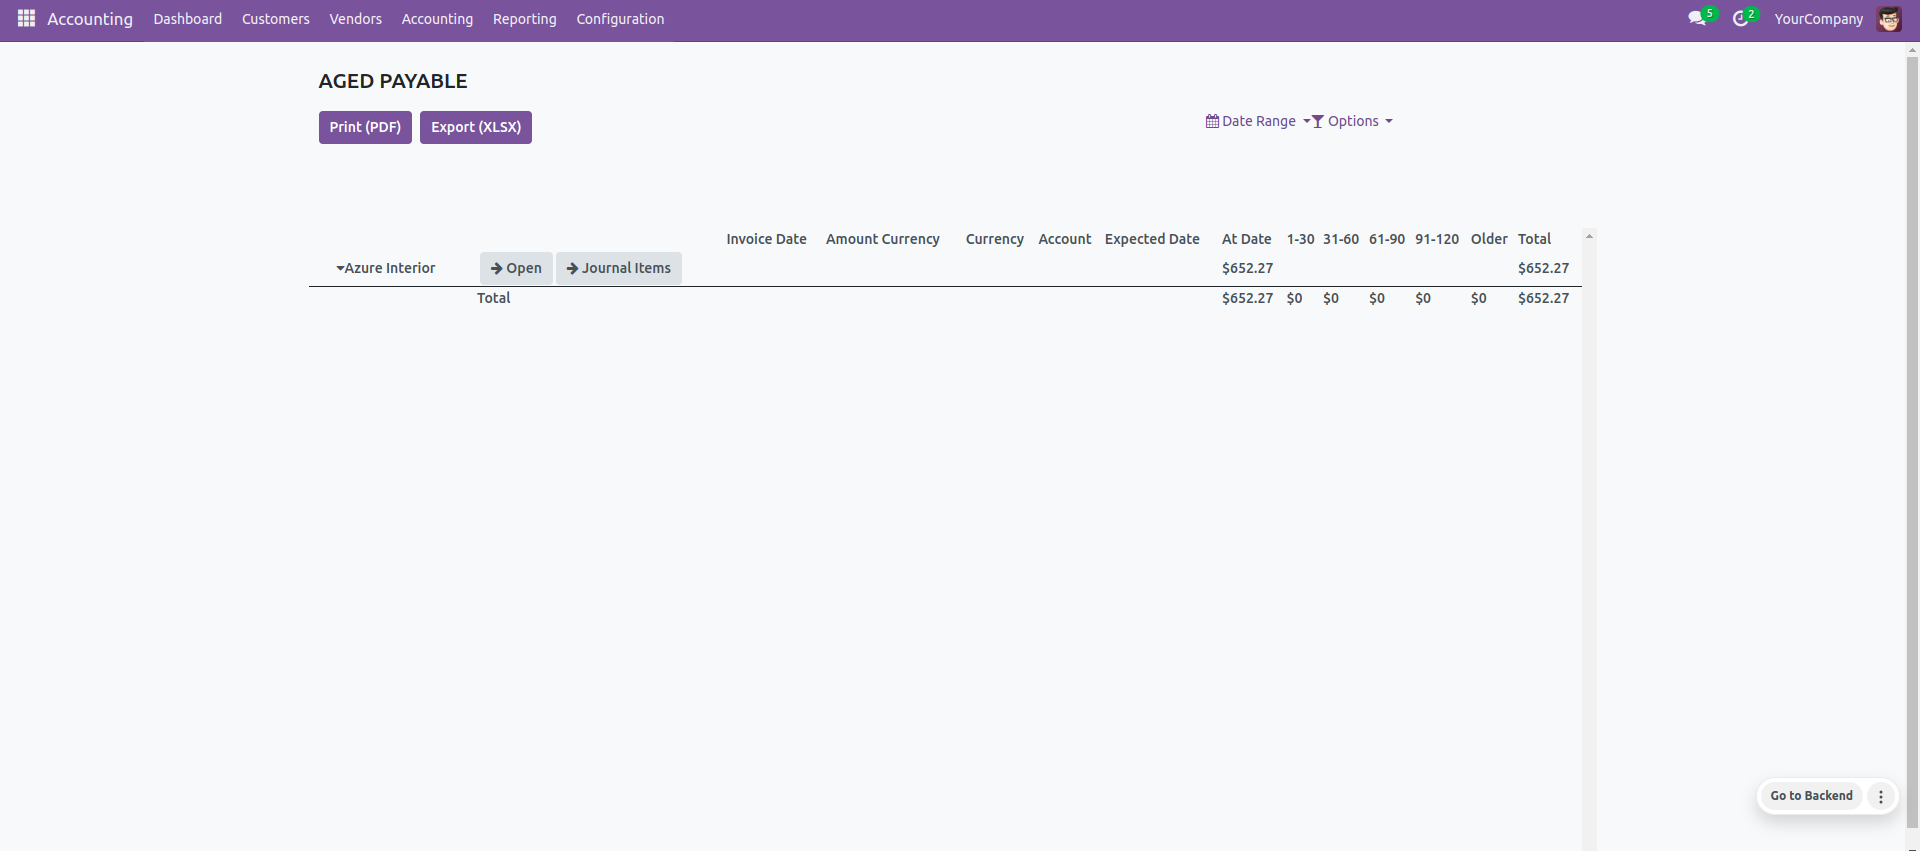 Accounting Dashboard Customers Vendors Accounting Reporting Configuration 5 2 YourCompany
AGED PAYABLE
Print (PDF) Export (XLSX) Date Range Options
Invoice Date Amount Currency Currency Account Expected Date At Date 1-30 31-60 61-90 91-120 Older Total
Azure Interior Open Journal Items $652.27 $652.27
Total $652.27 $0 $0 $0 $0 $0 $652.27
Go to Backend